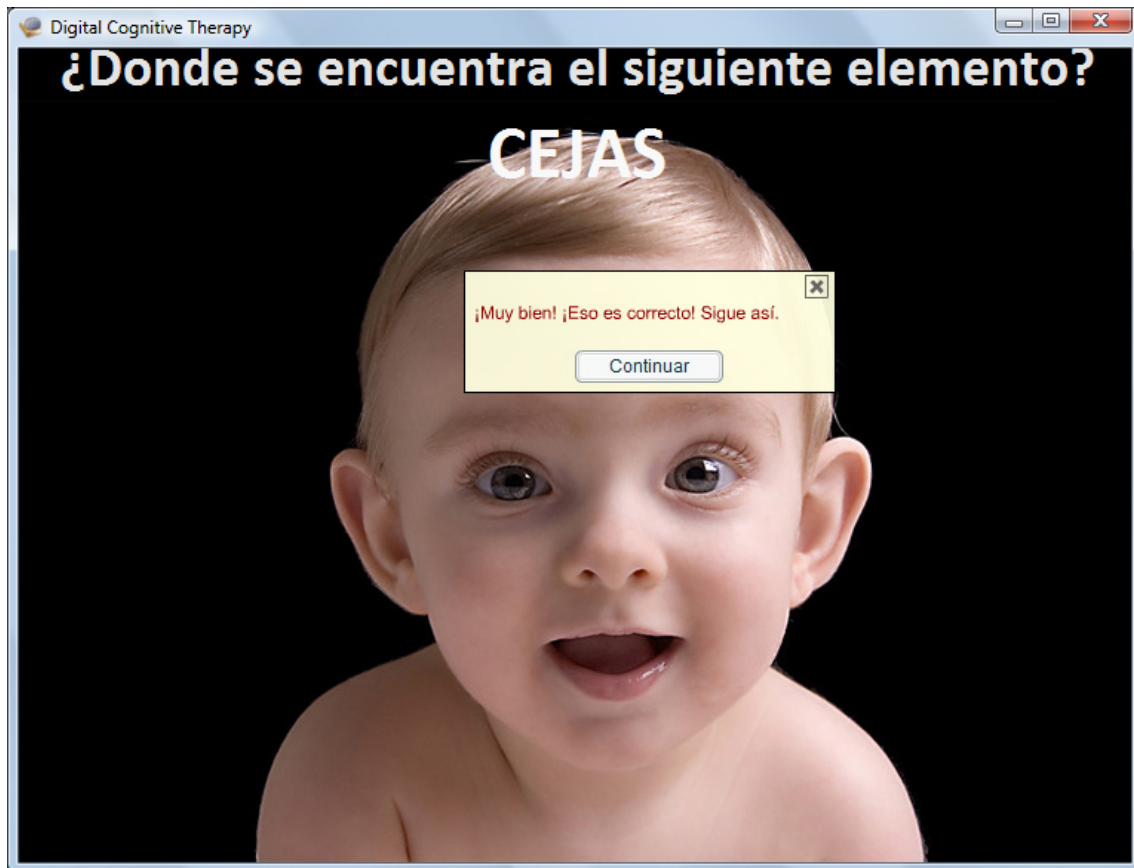 Digital Cognitive Therapy
¿Donde se encuentra el siguiente elemento?
CEJAS
¡Muy bien! ¡Eso es correcto! Sigue así.
Continuar